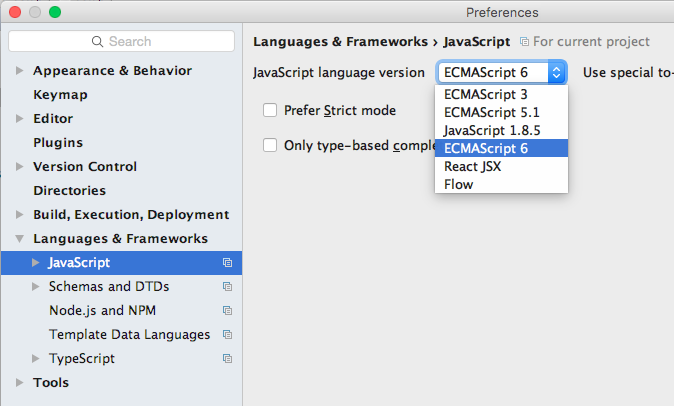 Preferences
Search
Languages & Frameworks › JavaScript For current project
JavaScript language version ECMAScript 6 Use special to-
ECMAScript 3
ECMAScript 5.1
JavaScript 1.8.5
ECMAScript 6
React JSX
Flow
Prefer Strict mode
Only type-based comple
Appearance & Behavior
Keymap
Editor
Plugins
Version Control
Directories
Build, Execution, Deployment
Languages & Frameworks
JavaScript
Schemas and DTDs
Node.js and NPM
Template Data Languages
TypeScript
Tools